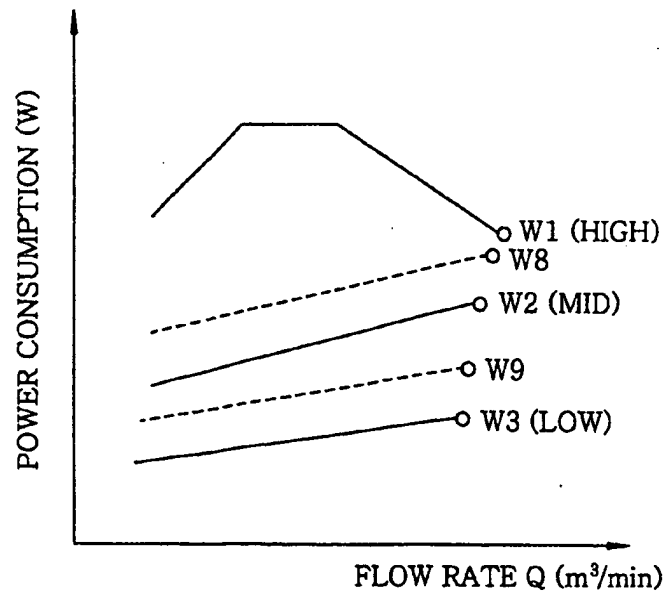 POWER CONSUMPTION (W)
W1 (HIGH)
W8
W2 (MID)
W9
W3 (LOW)
FLOW RATE Q (m³/min)